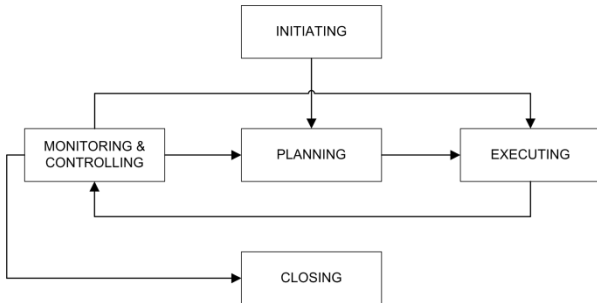 INITIATING
MONITORING &
CONTROLLING
PLANNING
EXECUTING
CLOSING